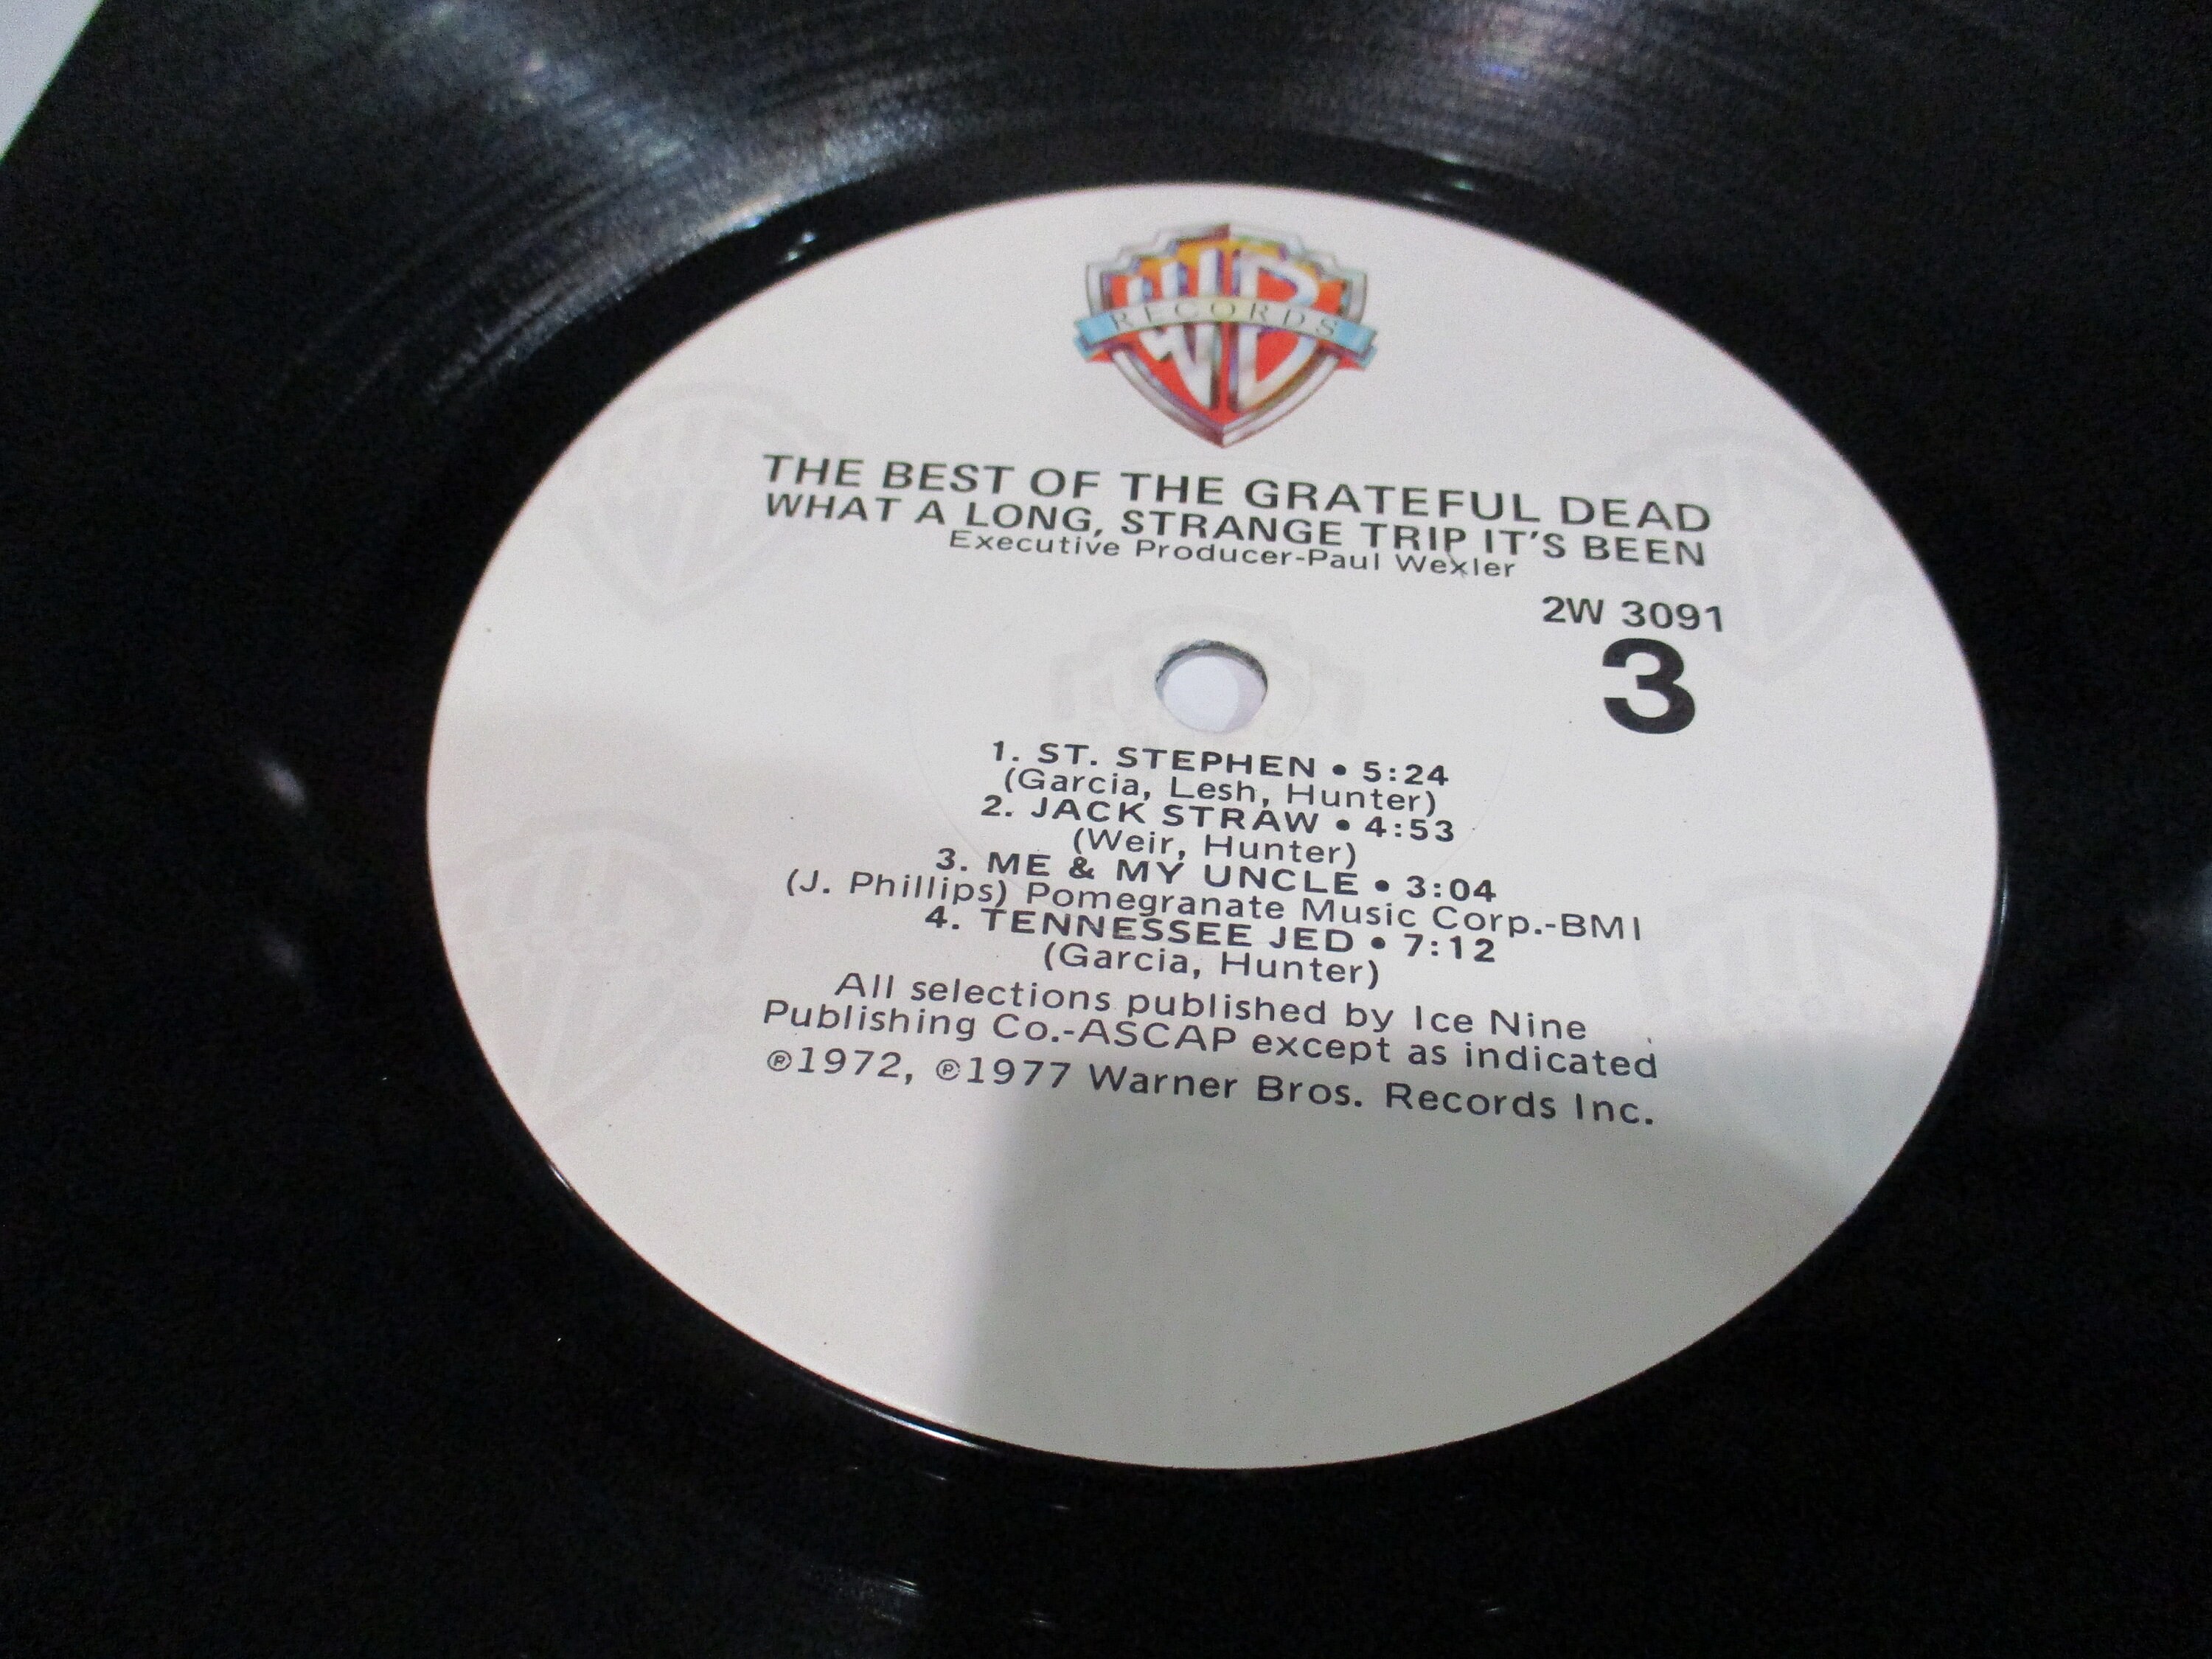 WB
RECORDS
THE BEST OF THE GRATEFUL DEAD
WHAT A LONG, STRANGE TRIP IT'S BEEN
Executive Producer-Paul Wexler
2W 3091
3
1. ST. STEPHEN • 5:24
(Garcia, Lesh, Hunter)
2. JACK STRAW • 4:53
(Weir, Hunter)
3. ME & MY UNCLE • 3:04
(J. Phillips) Pomegranate Music Corp.-BMI
4. TENNESSEE JED • 7:12
(Garcia, Hunter)
All selections published by Ice Nine
Publishing Co.-ASCAP except as indicated
℗1972, ℗1977 Warner Bros. Records Inc.